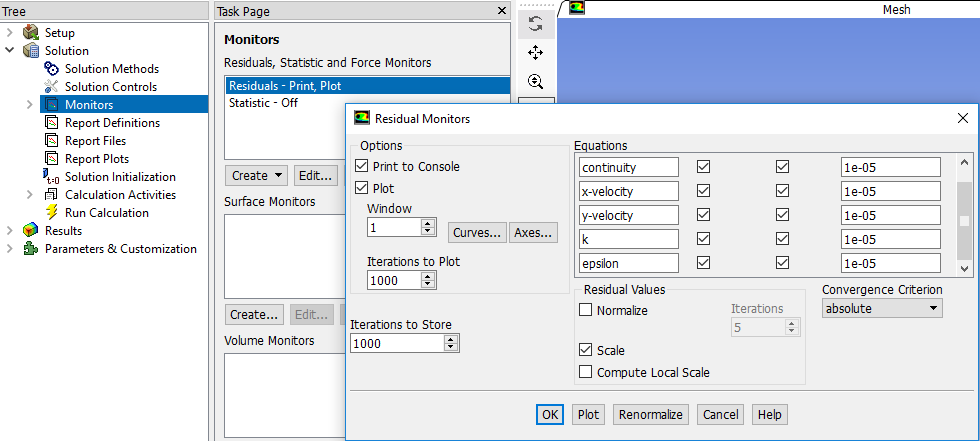 Tree
Setup
Solution
Solution Methods
Solution Controls
Monitors
Report Definitions
Report Files
Report Plots
t=0 Solution Initialization
Calculation Activities
Run Calculation
Results
Parameters & Customization
Task Page
Monitors
Residuals, Statistic and Force Monitors
Residuals - Print, Plot
Statistic - Off
Create Edit...
Surface Monitors
Create... Edit...
Volume Monitors
Mesh
Residual Monitors
Options
Print to Console
Plot
Window
1 Curves... Axes...
Iterations to Plot
1000
Iterations to Store
1000
Equations
continuity 1e-05
x-velocity 1e-05
y-velocity 1e-05
k 1e-05
epsilon 1e-05
Residual Values
Normalize Iterations
5
Scale
Compute Local Scale
Convergence Criterion
absolute
OK Plot Renormalize Cancel Help